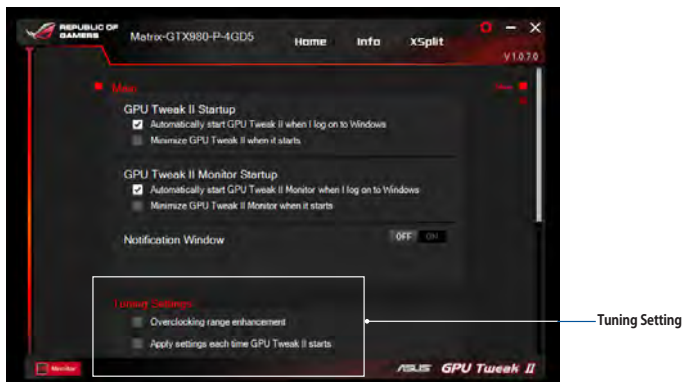 REPUBLIC OF
GAMERS
Matrix-GTX980-P-4GD5
Home Info XSplit
V1.0.7.0
Main
GPU Tweak II Startup
Automatically start GPU Tweak II when I log on to Windows
Minimize GPU Tweak II when it starts
GPU Tweak II Monitor Startup
Automatically start GPU Tweak II Monitor when I log on to Windows
Minimize GPU Tweak II Monitor when it starts
Notification Window OFF ON
Tuning Settings
Overclocking range enhancement
Apply settings each time GPU Tweak II starts
Tuning Setting
Monitor
ASUS GPU Tweak II